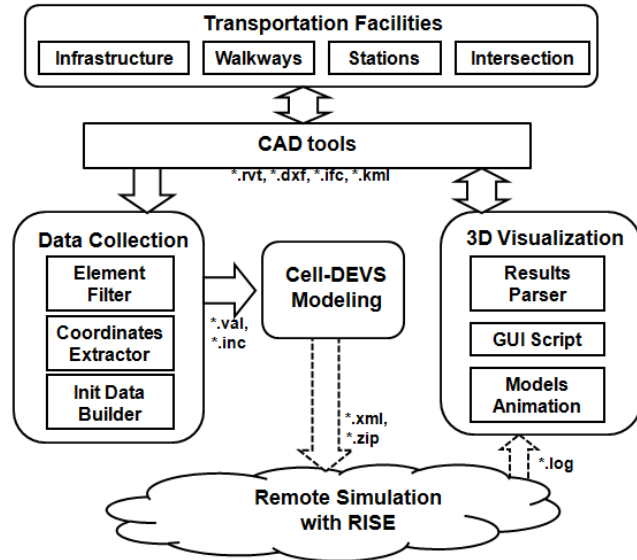 Transportation Facilities
Infrastructure
Walkways
Stations
Intersection
CAD tools
*.rvt, *.dxf, *.ifc, *.kml
Data Collection
Element
Filter
Coordinates
Extractor
Init Data
Builder
*.val,
*.inc
Cell-DEVS
Modeling
3D Visualization
Results
Parser
GUI Script
Models
Animation
*.xml,
*.zip
*.log
Remote Simulation
with RISE